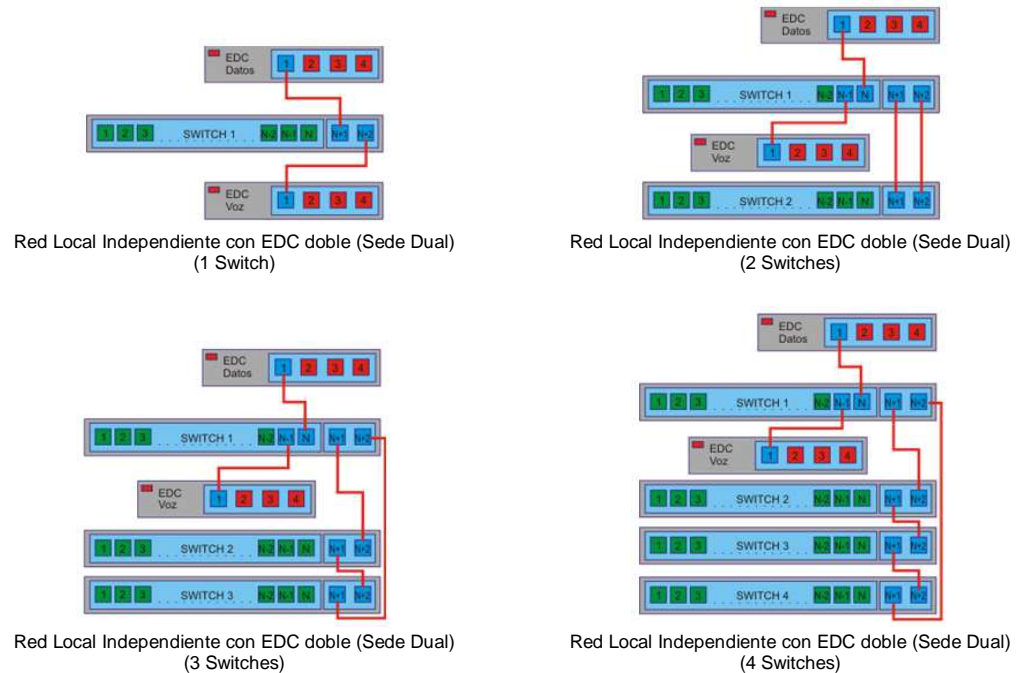 EDC
Datos
1 2 3 4
1 2 3 SWITCH 1 N-2 N-1 N N+1 N+2
EDC
Voz
1 2 3 4
Red Local Independiente con EDC doble (Sede Dual)
(1 Switch)
EDC
Datos
1 2 3 4
1 2 3 SWITCH 1 N-2 N-1 N N+1 N+2
EDC
Voz
1 2 3 4
1 2 3 SWITCH 2 N-2 N-1 N N+1 N+2
Red Local Independiente con EDC doble (Sede Dual)
(2 Switches)
EDC
Datos
1 2 3 4
1 2 3 SWITCH 1 N-2 N-1 N N+1 N+2
EDC
Voz
1 2 3 4
1 2 3 SWITCH 2 N-2 N-1 N N+1 N+2
1 2 3 SWITCH 3 N-2 N-1 N N+1 N+2
Red Local Independiente con EDC doble (Sede Dual)
(3 Switches)
EDC
Datos
1 2 3 4
1 2 3 SWITCH 1 N-2 N-1 N N+1 N+2
EDC
Voz
1 2 3 4
1 2 3 SWITCH 2 N-2 N-1 N N+1 N+2
1 2 3 SWITCH 3 N-2 N-1 N N+1 N+2
1 2 3 SWITCH 4 N-2 N-1 N N+1 N+2
Red Local Independiente con EDC doble (Sede Dual)
(4 Switches)